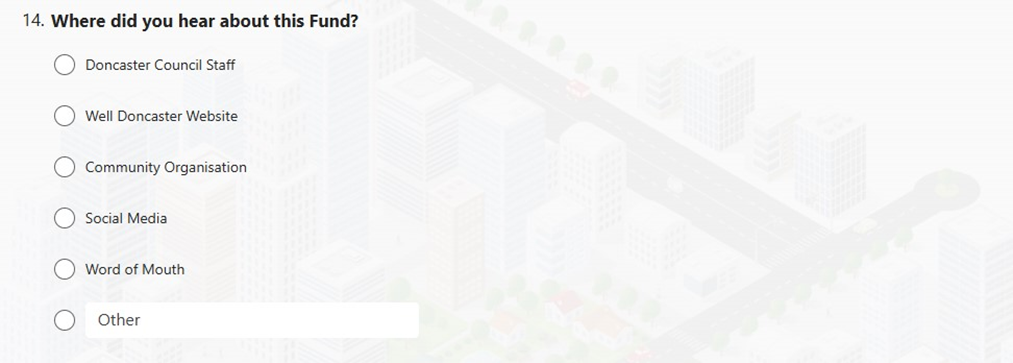 14. Where did you hear about this Fund?
Doncaster Council Staff
Well Doncaster Website
Community Organisation
Social Media
Word of Mouth
Other